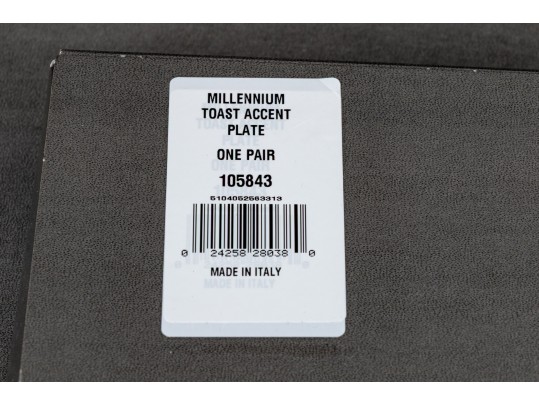 MILLENNIUM
TOAST ACCENT
PLATE
ONE PAIR
105843
5104052563313
0 24258 28038 0
MADE IN ITALY